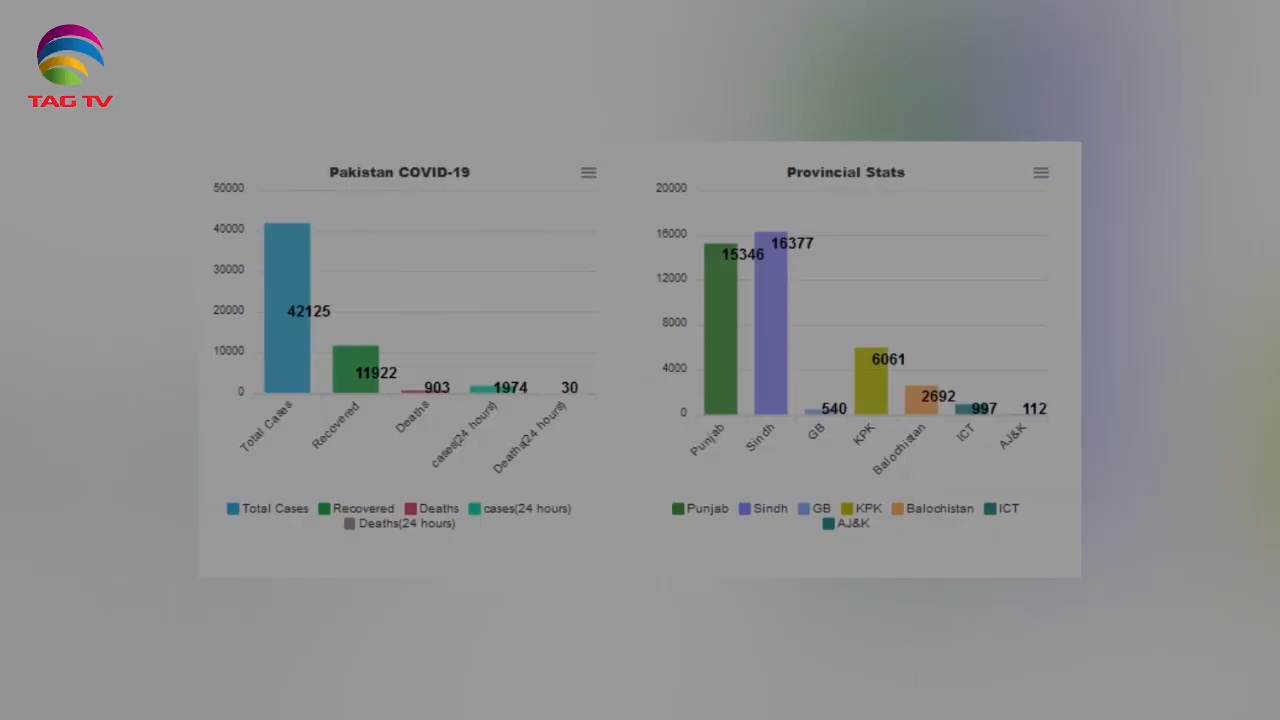 TAG TV
Pakistan COVID-19
50000
40000
30000
20000
10000
0
42125
11922
903
1974
30
Total Cases
Recovered
Deaths
cases(24 hours)
Deaths(24 hours)
Total Cases Recovered Deaths cases(24 hours)
Deaths(24 hours)
Provincial Stats
20000
16000
12000
8000
4000
0
15346
16377
540
6061
2692
997
112
Punjab
Sindh
GB
KPK
Balochistan
ICT
AJ&K
Punjab Sindh GB KPK Balochistan ICT
AJ&K